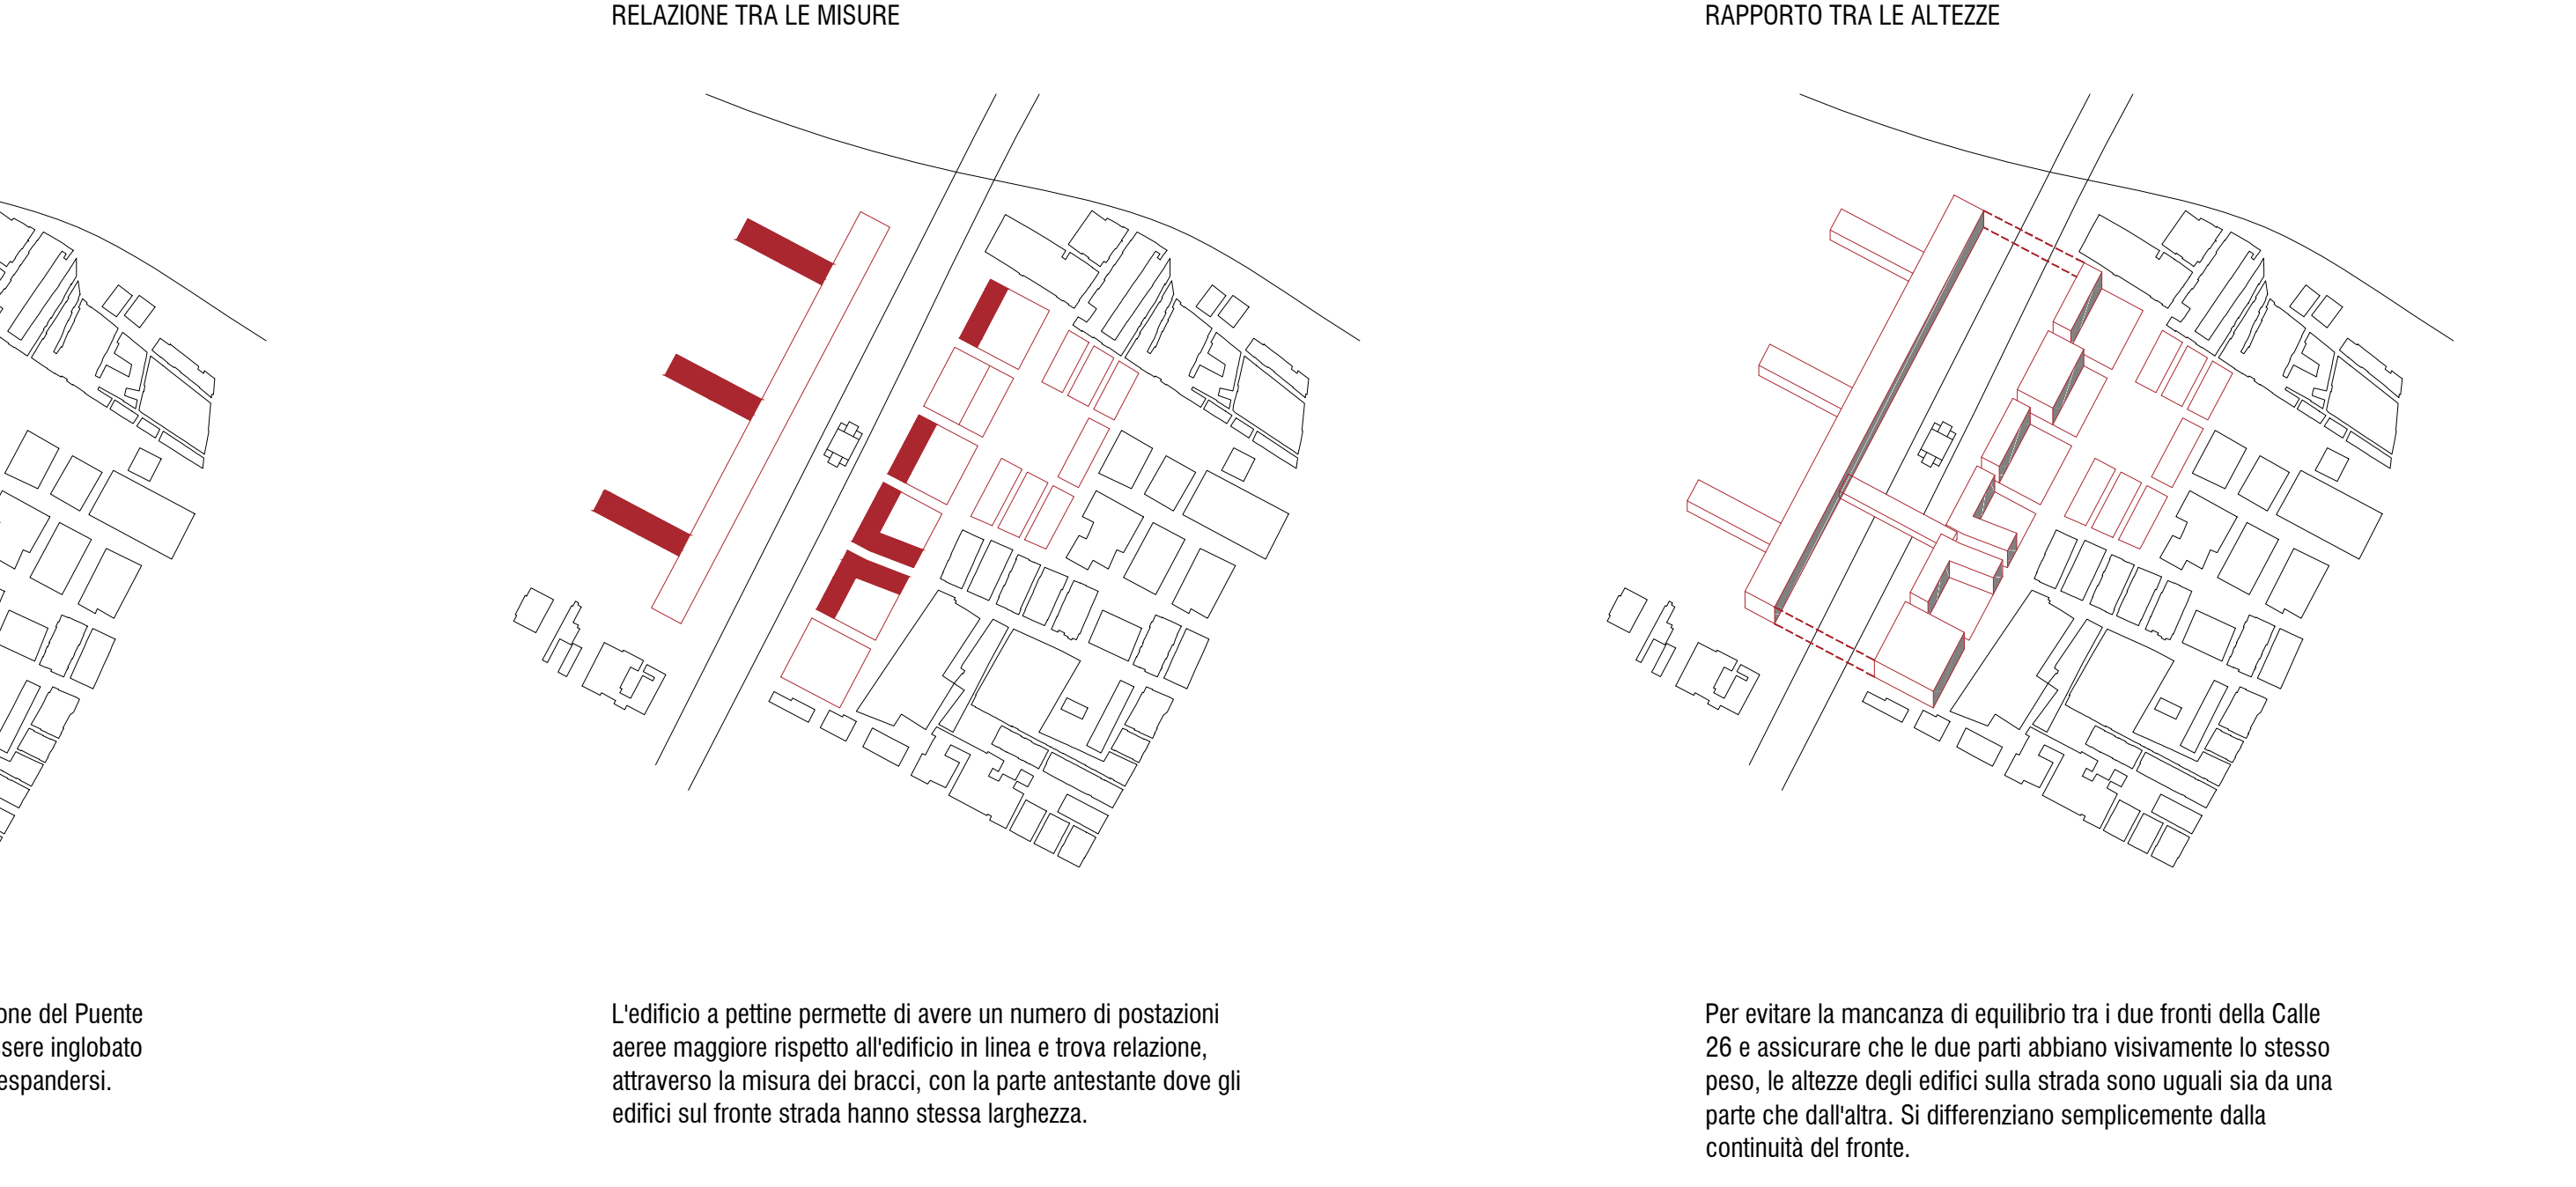 RELAZIONE TRA LE MISURE
RAPPORTO TRA LE ALTEZZE
del Puente
inglobato
espandersi.
L'edificio a pettine permette di avere un numero di postazioni
aeree maggiore rispetto all'edificio in linea e trova relazione,
attraverso la misura dei bracci, con la parte antestante dove gli
edifici sul fronte strada hanno stessa larghezza.
Per evitare la mancanza di equilibrio tra i due fronti della Calle
26 e assicurare che le due parti abbiano visivamente lo stesso
peso, le altezze degli edifici sulla strada sono uguali sia da una
parte che dall'altra. Si differenziano semplicemente dalla
continuità del fronte.